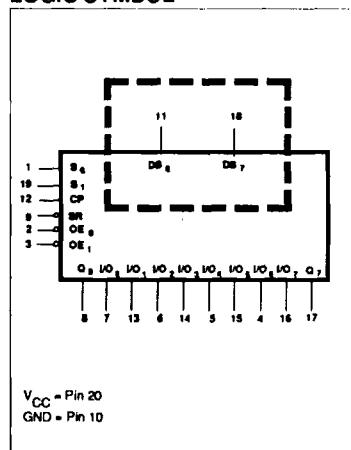 LOGIC SYMBOL
11 18
DS0 DS7
1 S0
19 S1
12 CP
9 SR
2 OE0
3 OE1
Q0 I/O0 I/O1 I/O2 I/O3 I/O4 I/O5 I/O6 I/O7 Q7
8 7 13 6 14 5 15 4 16 17
VCC = Pin 20
GND = Pin 10